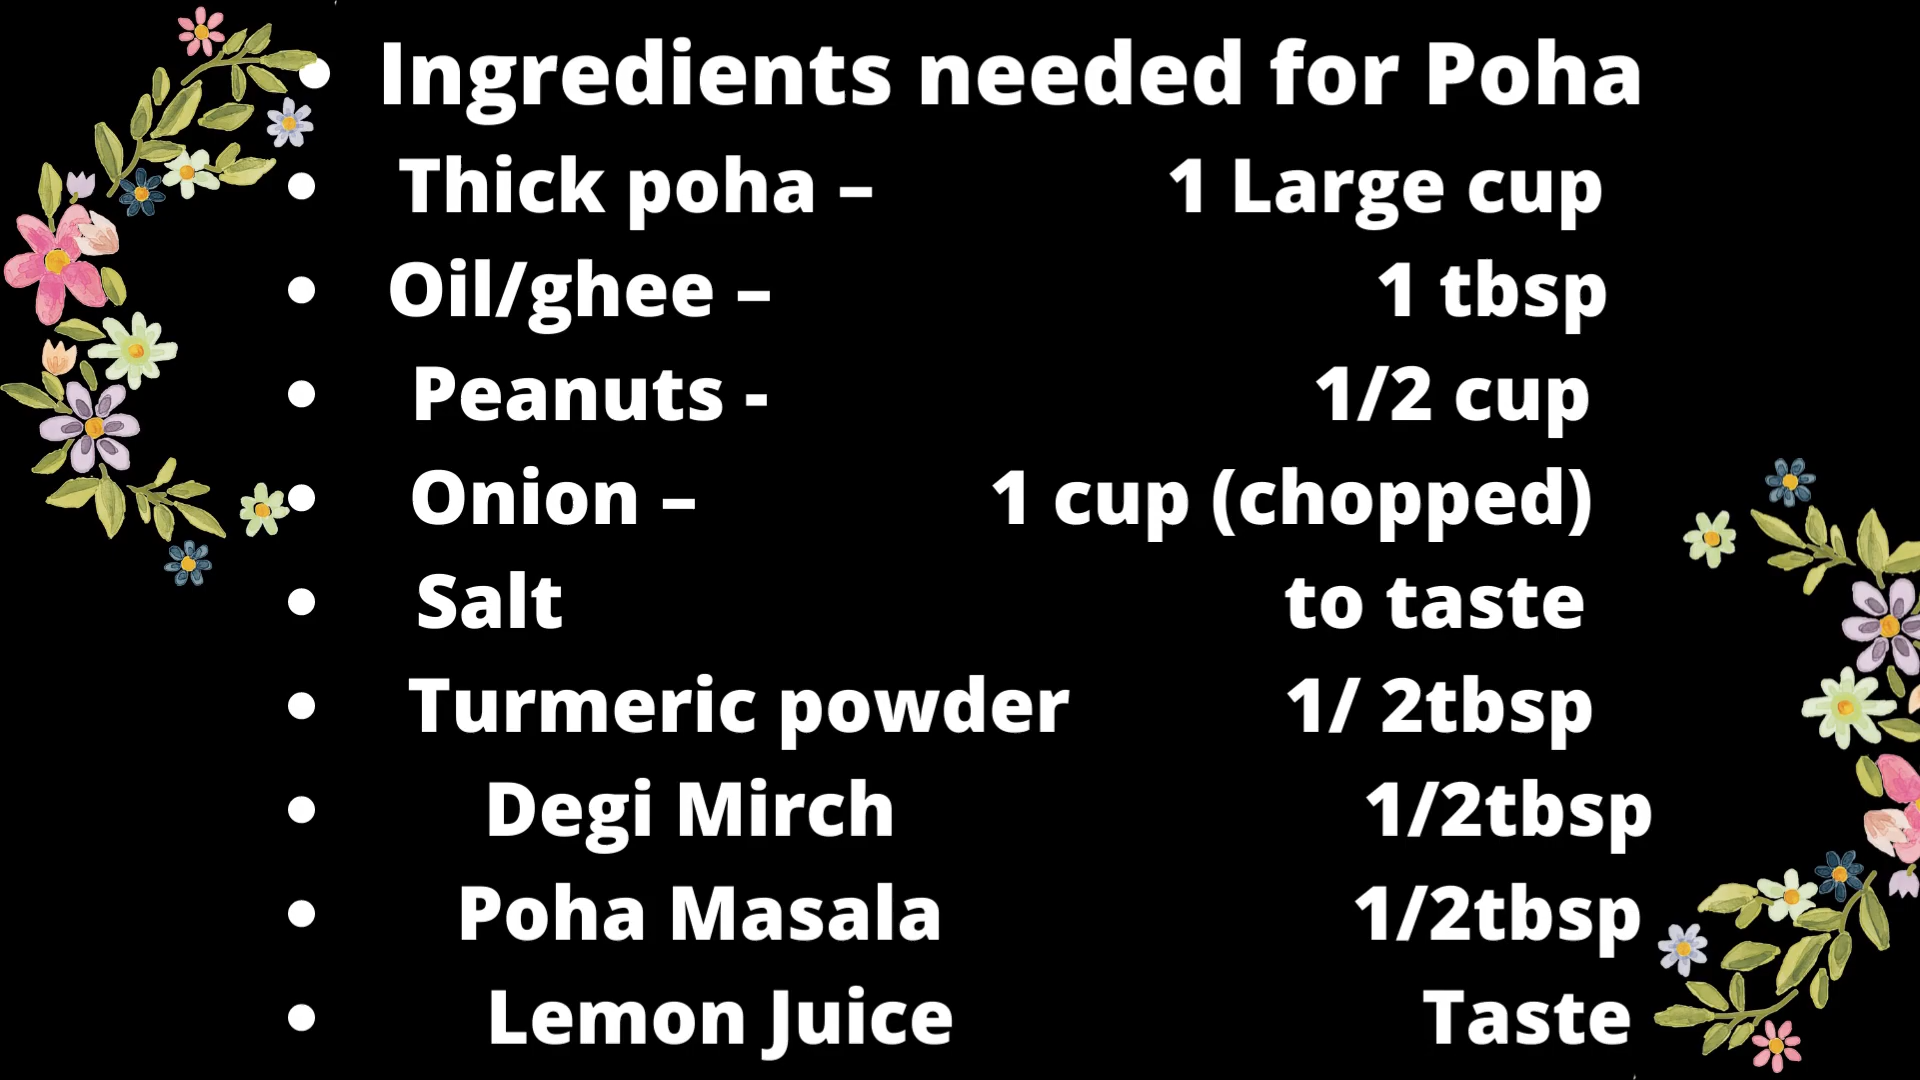 • Ingredients needed for Poha
• Thick poha – 1 Large cup
• Oil/ghee – 1 tbsp
• Peanuts - 1/2 cup
• Onion – 1 cup (chopped)
• Salt to taste
• Turmeric powder 1/ 2tbsp
• Degi Mirch 1/2tbsp
• Poha Masala 1/2tbsp
• Lemon Juice Taste